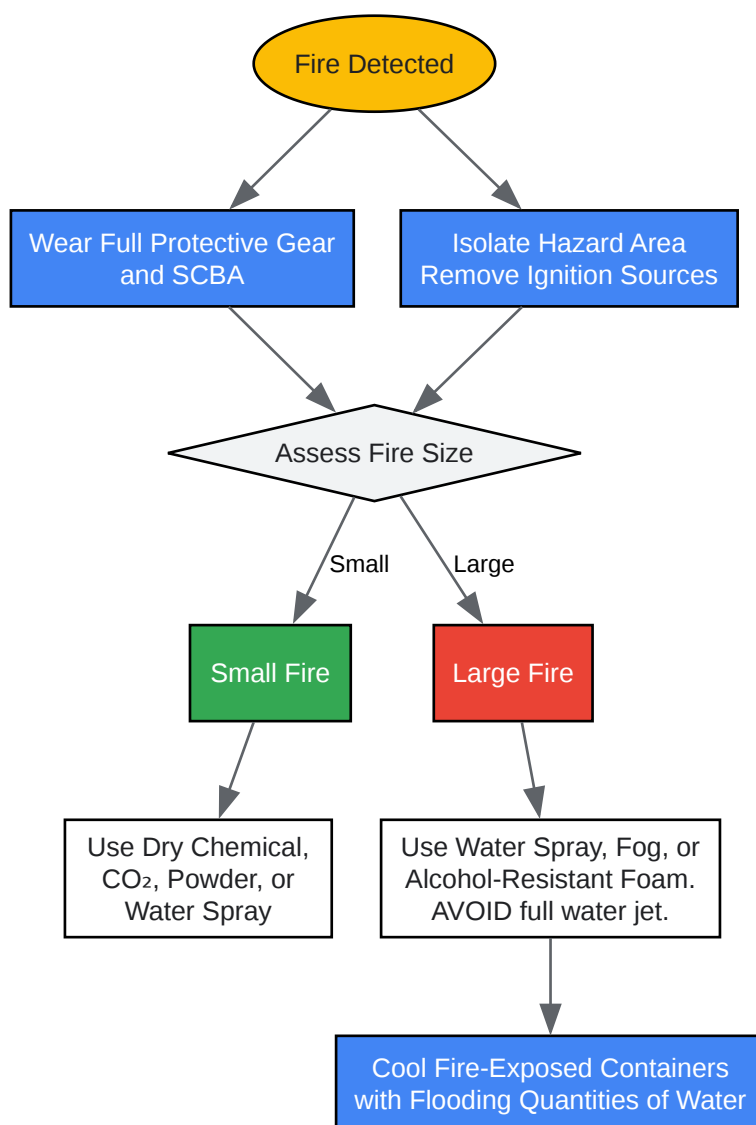 Fire Detected
Wear Full Protective Gear
and SCBA
Isolate Hazard Area
Remove Ignition Sources
Assess Fire Size
Small
Large
Small Fire
Large Fire
Use Dry Chemical,
CO₂, Powder, or
Water Spray
Use Water Spray, Fog, or
Alcohol-Resistant Foam.
AVOID full water jet.
Cool Fire-Exposed Containers
with Flooding Quantities of Water